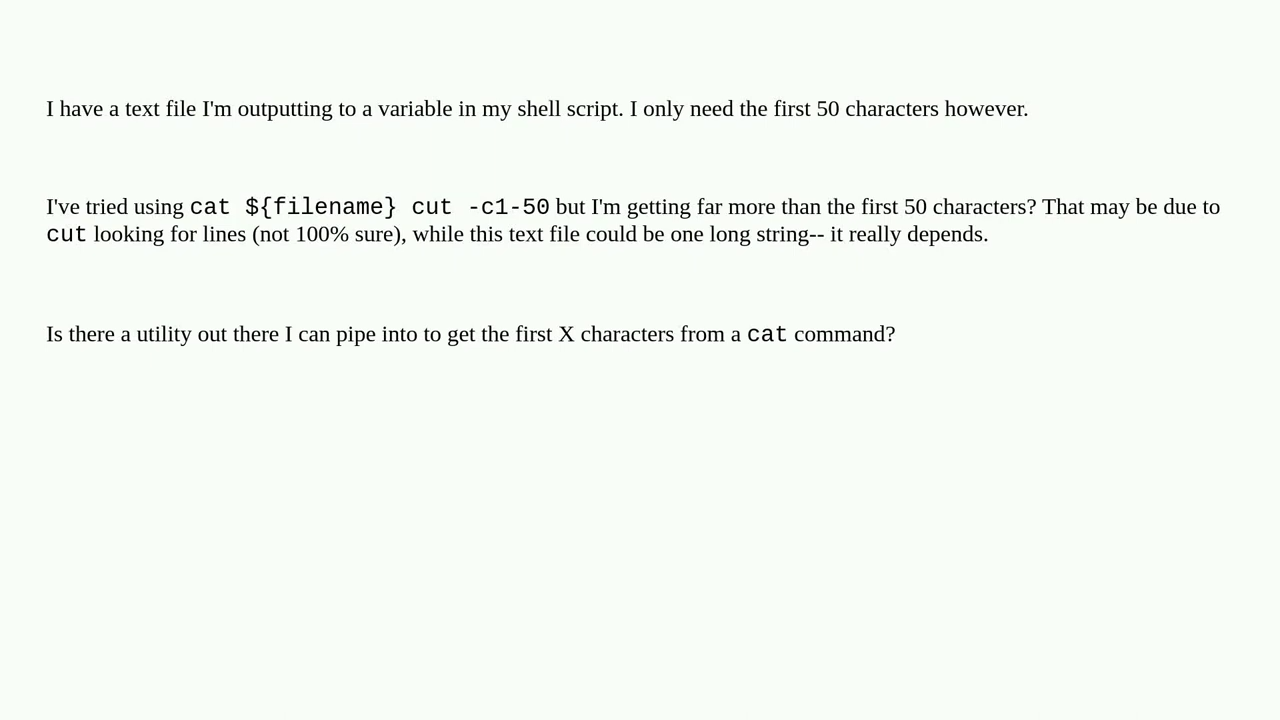 I have a text file I'm outputting to a variable in my shell script. I only need the first 50 characters however.
I've tried using cat ${filename} cut -c1-50 but I'm getting far more than the first 50 characters? That may be due to
cut looking for lines (not 100% sure), while this text file could be one long string-- it really depends.
Is there a utility out there I can pipe into to get the first X characters from a cat command?